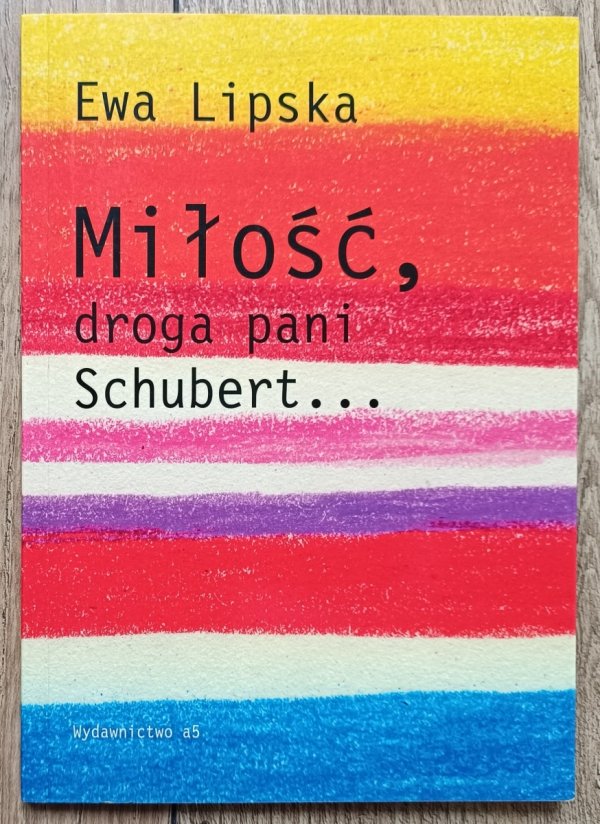 Ewa Lipska
Miłość,
droga pani
Schubert...
Wydawnictwo a5